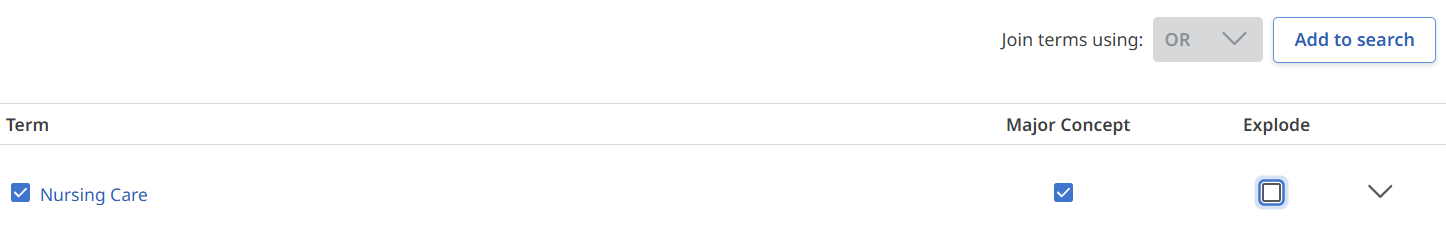 Join terms using: OR Add to search
Term Major Concept Explode
Nursing Care